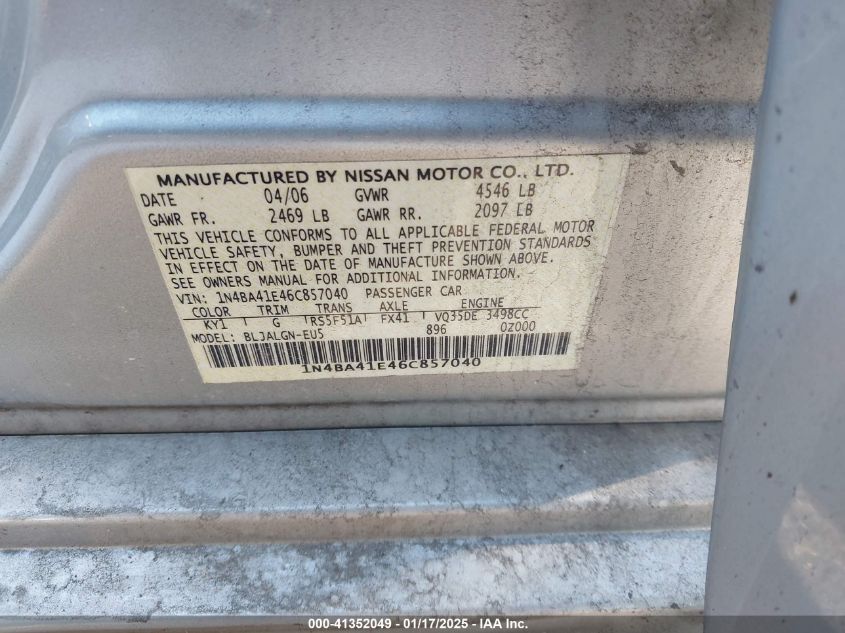 MANUFACTURED BY NISSAN MOTOR CO., LTD.
DATE 04/06 GVWR 4546 LB
GAWR FR. 2469 LB GAWR RR. 2097 LB
THIS VEHICLE CONFORMS TO ALL APPLICABLE FEDERAL MOTOR
VEHICLE SAFETY, BUMPER AND THEFT PREVENTION STANDARDS
IN EFFECT ON THE DATE OF MANUFACTURE SHOWN ABOVE.
SEE OWNERS MANUAL FOR ADDITIONAL INFORMATION.
VIN: 1N4BA41E46C857040 PASSENGER CAR
COLOR TRIM TRANS AXLE ENGINE
KY1 G RS5F51A FX41 VQ35DE 3498CC
MODEL: BLJALGN-EU5 896 0Z000
1N4BA41E46C857040
000-41352049 - 01/17/2025 - IAA Inc.